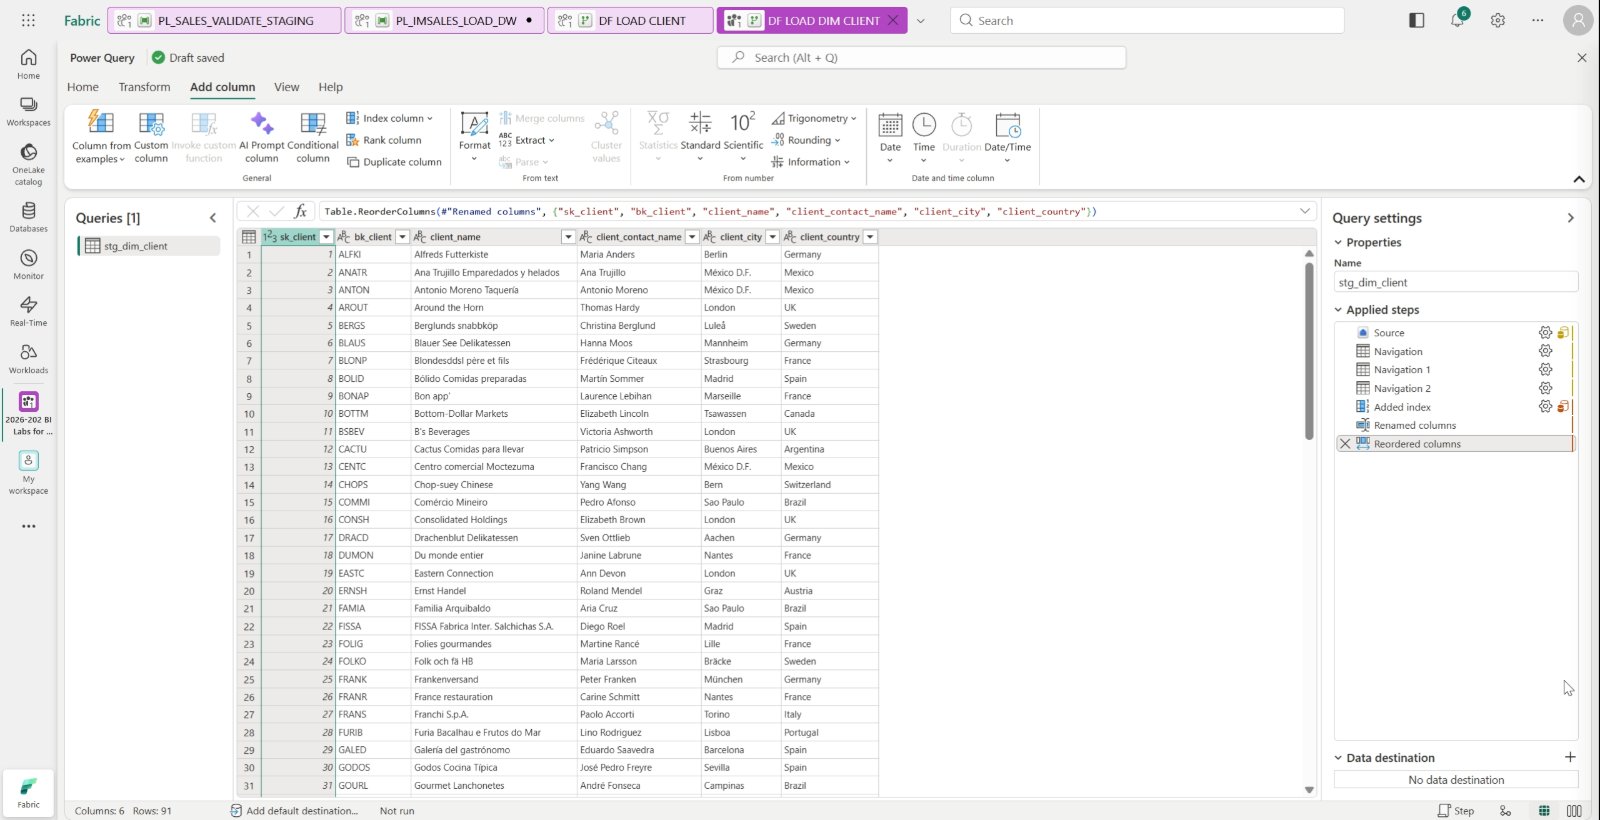 Fabric
PL_SALES_VALIDATE_STAGING
PL_IMSALES_LOAD_DW
DF LOAD CLIENT
DF LOAD DIM CLIENT
Search
6
Power Query
Draft saved
Search (Alt + Q)
Home
Transform
Add column
View
Help
Column from examples
Custom column
Invoke custom function
AI Prompt column
Conditional column
Index column
Rank column
Duplicate column
General
Format
Merge columns
Extract
Parse
Cluster values
From text
Statistics
Standard
Scientific
Trigonometry
Rounding
Information
From number
Date
Time
Duration
Date/Time
Date and time column
Home
Workspaces
OneLake catalog
Databases
Monitor
Real-Time
Workloads
2026-202 BI Labs for ...
My workspace
Fabric
Queries [1]
stg_dim_client
Table.ReorderColumns(#"Renamed columns", {"sk_client", "bk_client", "client_name", "client_contact_name", "client_city", "client_country"})
sk_client bk_client client_name client_contact_name client_city client_country
1 1 ALFKI Alfreds Futterkiste Maria Anders Berlin Germany
2 2 ANATR Ana Trujillo Emparedados y helados Ana Trujillo México D.F. Mexico
3 3 ANTON Antonio Moreno Taquería Antonio Moreno México D.F. Mexico
4 4 AROUT Around the Horn Thomas Hardy London UK
5 5 BERGS Berglunds snabbköp Christina Berglund Luleå Sweden
6 6 BLAUS Blauer See Delikatessen Hanna Moos Mannheim Germany
7 7 BLONP Blondesddsl père et fils Frédérique Citeaux Strasbourg France
8 8 BOLID Bólido Comidas preparadas Martín Sommer Madrid Spain
9 9 BONAP Bon app' Laurence Lebihan Marseille France
10 10 BOTTM Bottom-Dollar Markets Elizabeth Lincoln Tsawassen Canada
11 11 BSBEV B's Beverages Victoria Ashworth London UK
12 12 CACTU Cactus Comidas para llevar Patricio Simpson Buenos Aires Argentina
13 13 CENTC Centro comercial Moctezuma Francisco Chang México D.F. Mexico
14 14 CHOPS Chop-suey Chinese Yang Wang Bern Switzerland
15 15 COMMI Comércio Mineiro Pedro Afonso Sao Paulo Brazil
16 16 CONSH Consolidated Holdings Elizabeth Brown London UK
17 17 DRACD Drachenblut Delikatessen Sven Ottlieb Aachen Germany
18 18 DUMON Du monde entier Janine Labrune Nantes France
19 19 EASTC Eastern Connection Ann Devon London UK
20 20 ERNSH Ernst Handel Roland Mendel Graz Austria
21 21 FAMIA Familia Arquibaldo Aria Cruz Sao Paulo Brazil
22 22 FISSA FISSA Fabrica Inter. Salchichas S.A. Diego Roel Madrid Spain
23 23 FOLIG Folies gourmandes Martine Rancé Lille France
24 24 FOLKO Folk och fä HB Maria Larsson Bräcke Sweden
25 25 FRANK Frankenversand Peter Franken München Germany
26 26 FRANR France restauration Carine Schmitt Nantes France
27 27 FRANS Franchi S.p.A. Paolo Accorti Torino Italy
28 28 FURIB Furia Bacalhau e Frutos do Mar Lino Rodriguez Lisboa Portugal
29 29 GALED Galería del gastrónomo Eduardo Saavedra Barcelona Spain
30 30 GODOS Godos Cocina Típica José Pedro Freyre Sevilla Spain
31 31 GOURL Gourmet Lanchonetes André Fonseca Campinas Brazil
Query settings
Properties
Name
stg_dim_client
Applied steps
Source
Navigation
Navigation 1
Navigation 2
Added index
Renamed columns
Reordered columns
Data destination
No data destination
Columns: 6 Rows: 91
Add default destination...
Not run
Step